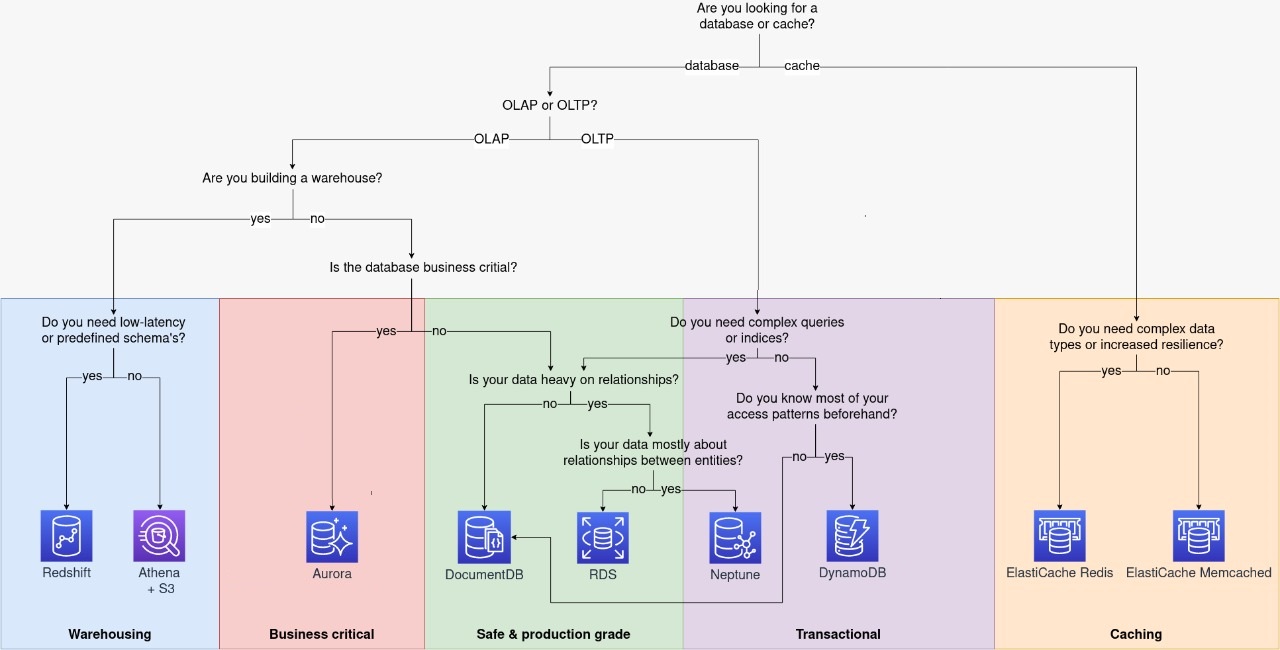 Are you looking for a
database or cache?
database
cache
OLAP or OLTP?
OLAP
OLTP
Are you building a warehouse?
yes
no
Is the database business critial?
Do you need low-latency
or predefined schema's?
yes
no
yes
no
Do you need complex queries
or indices?
yes
no
Do you need complex data
types or increased resilience?
yes
no
Is your data heavy on relationships?
no
yes
Do you know most of your
access patterns beforehand?
no
yes
Is your data mostly about
relationships between entities?
no
yes
Redshift
Athena
+ S3
Aurora
DocumentDB
RDS
Neptune
DynamoDB
ElastiCache Redis
ElastiCache Memcached
Warehousing
Business critical
Safe & production grade
Transactional
Caching